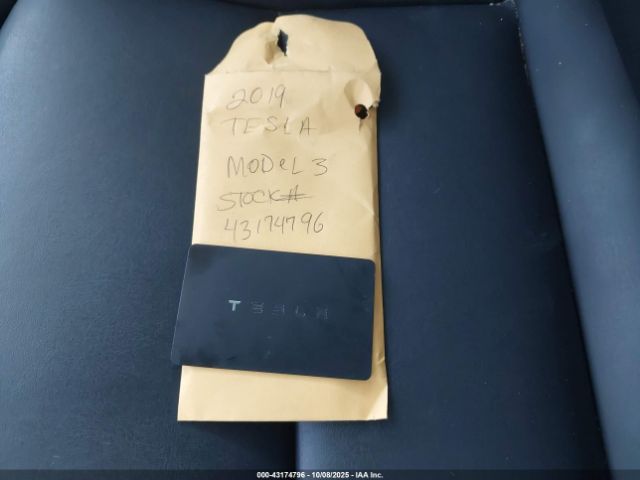 2019
TESLA
MODeL 3
STOCK#
43174796
TESLA
000-43174796 - 10/08/2025 - IAA Inc.